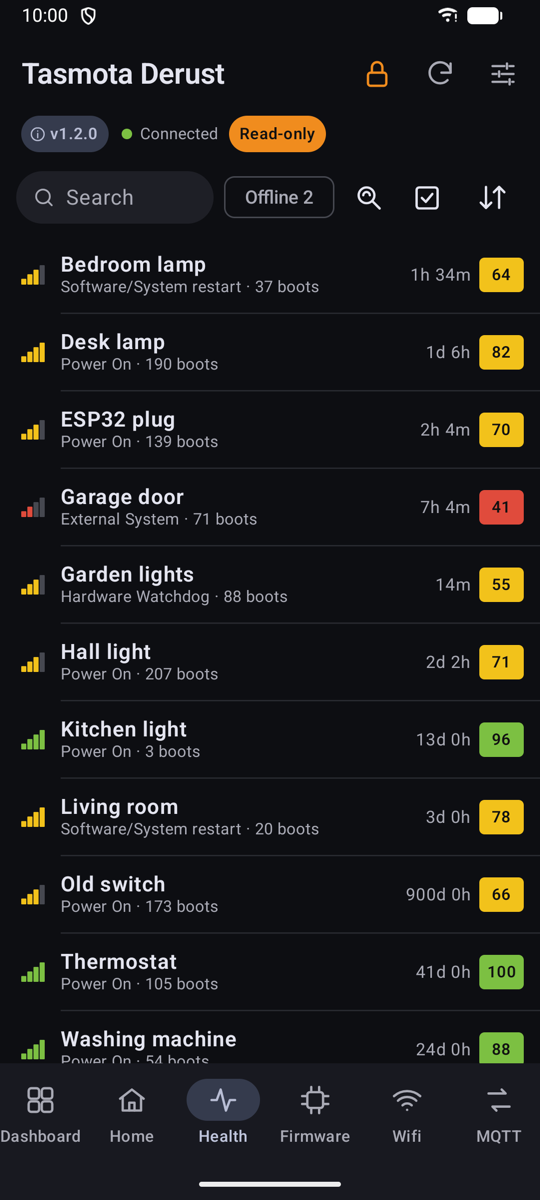 10:00
Tasmota Derust
v1.2.0 Connected Read-only
Search Offline 2
Bedroom lamp
Software/System restart · 37 boots
1h 34m 64
Desk lamp
Power On · 190 boots
1d 6h 82
ESP32 plug
Power On · 139 boots
2h 4m 70
Garage door
External System · 71 boots
7h 4m 41
Garden lights
Hardware Watchdog · 88 boots
14m 55
Hall light
Power On · 207 boots
2d 2h 71
Kitchen light
Power On · 3 boots
13d 0h 96
Living room
Software/System restart · 20 boots
3d 0h 78
Old switch
Power On · 173 boots
900d 0h 66
Thermostat
Power On · 105 boots
41d 0h 100
Washing machine
Power On · 54 boots
24d 0h 88
Dashboard Home Health Firmware Wifi MQTT